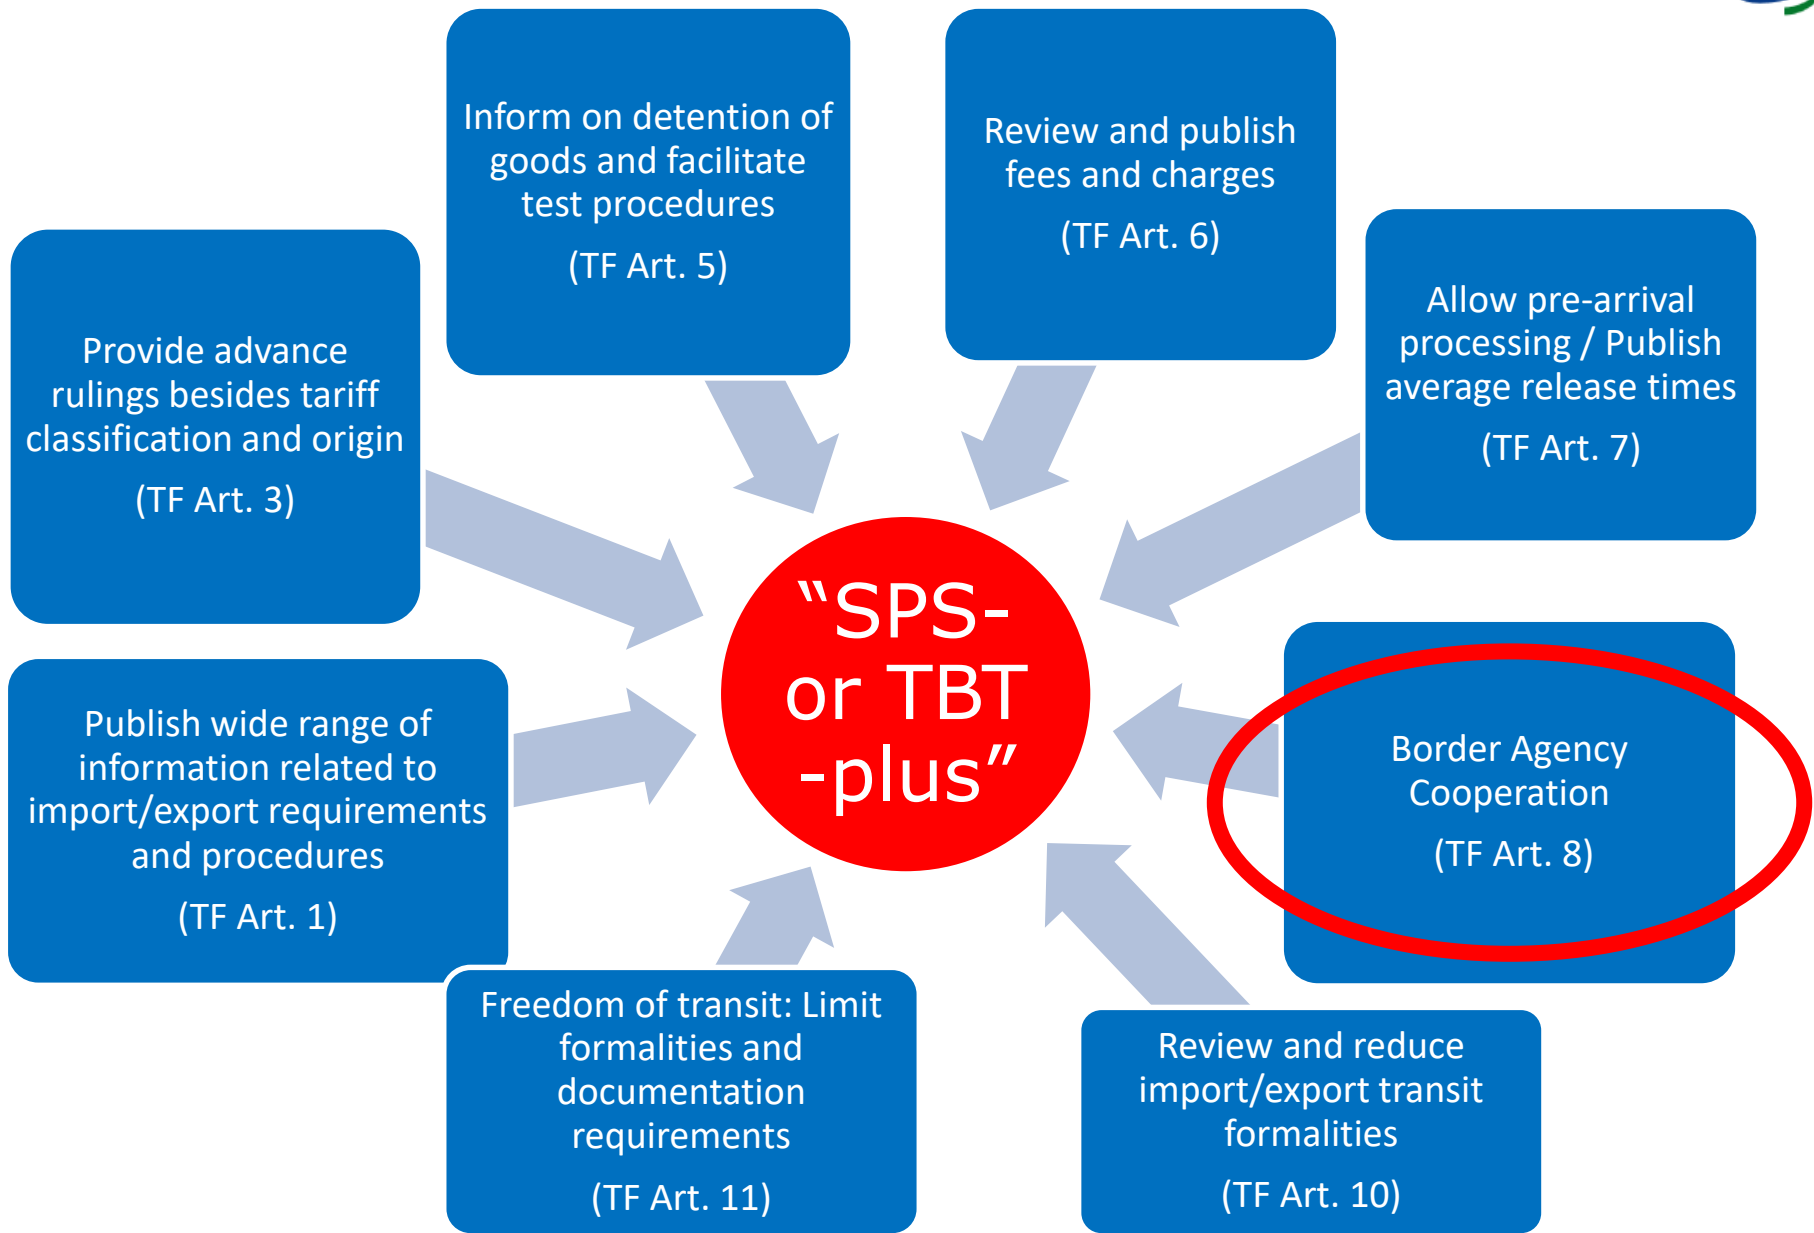 Inform on detention of
goods and facilitate
test procedures
(TF Art. 5)
Review and publish
fees and charges
(TF Art. 6)
Provide advance
rulings besides tariff
classification and origin
(TF Art. 3)
Allow pre-arrival
processing / Publish
average release times
(TF Art. 7)
“SPS-
or TBT
-plus”
Publish wide range of
information related to
import/export requirements
and procedures
(TF Art. 1)
Border Agency
Cooperation
(TF Art. 8)
Freedom of transit: Limit
formalities and
documentation
requirements
(TF Art. 11)
Review and reduce
import/export transit
formalities
(TF Art. 10)